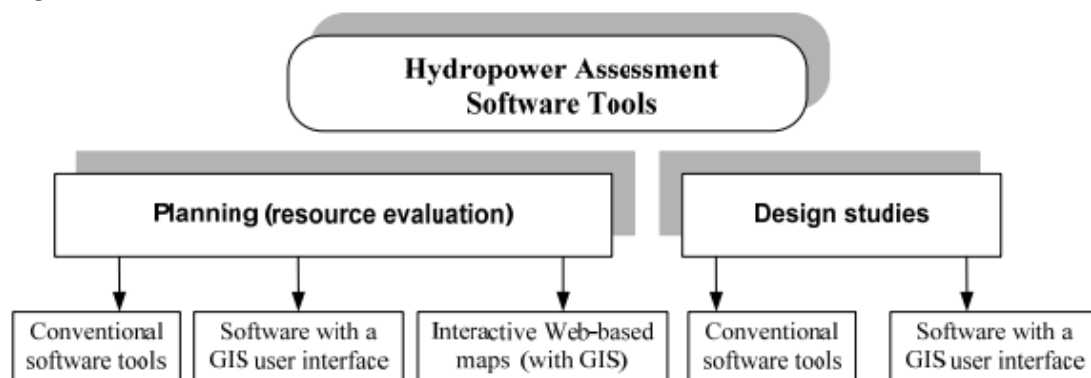 Hydropower Assessment
Software Tools
Planning (resource evaluation)
Design studies
Conventional
software tools
Software with a
GIS user interface
Interactive Web-based
maps (with GIS)
Conventional
software tools
Software with a
GIS user interface